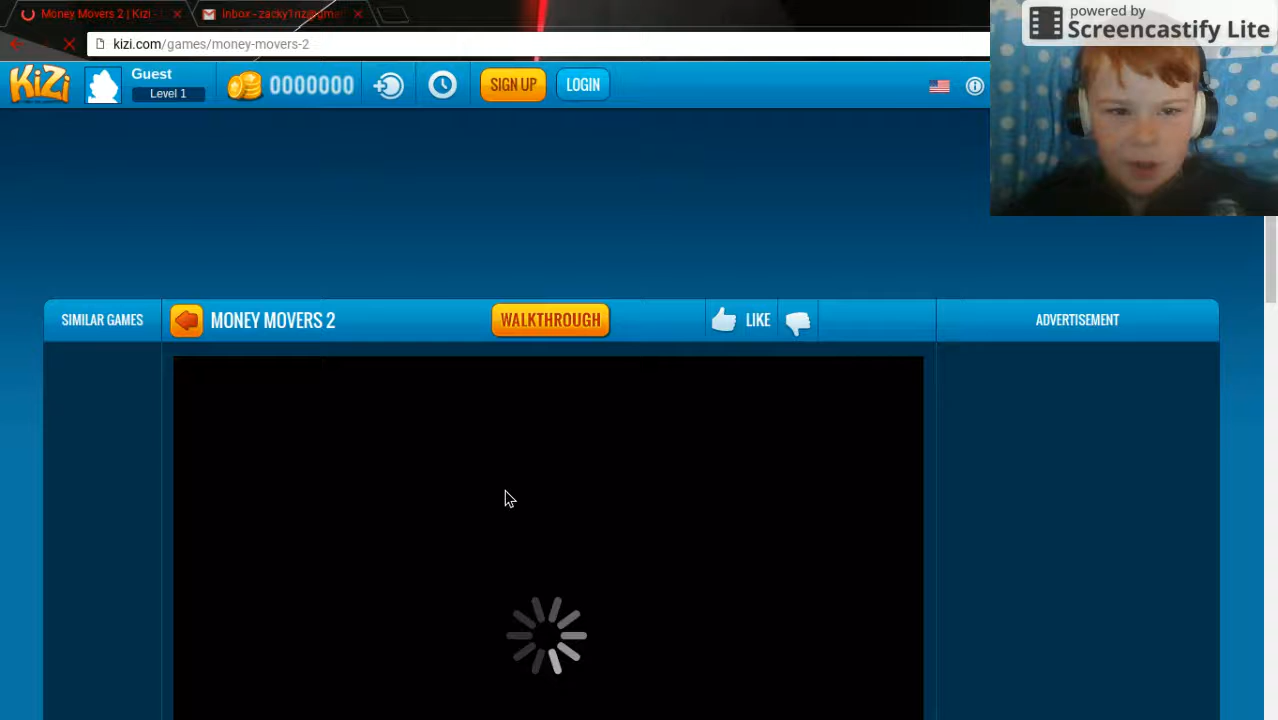 Money Movers 2 | Kizi -
Inbox - zacky1riz@gmai
powered by
Screencastify Lite
kizi.com/games/money-movers-2
KiZi
Guest
Level 1
0000000
SIGN UP
LOGIN
SIMILAR GAMES
MONEY MOVERS 2
WALKTHROUGH
LIKE
ADVERTISEMENT